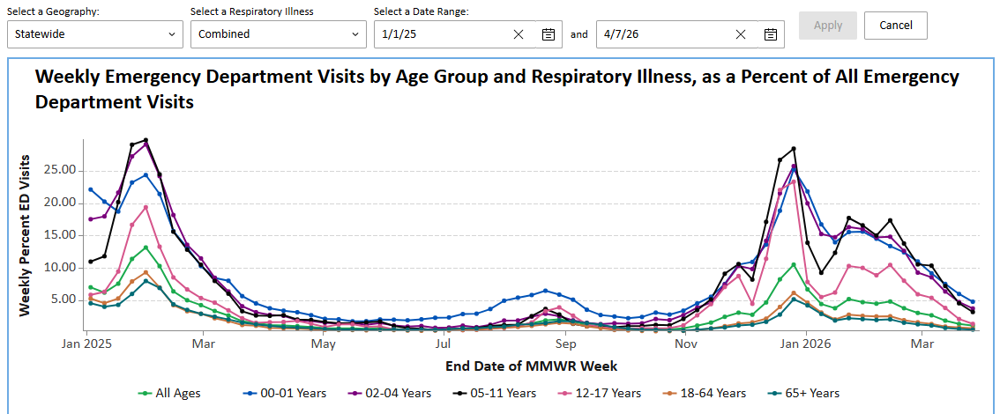 Select a Geography:
Select a Respiratory Illness
Select a Date Range:
Statewide
Combined
1/1/25
and
4/7/26
Apply
Cancel
Weekly Emergency Department Visits by Age Group and Respiratory Illness, as a Percent of All Emergency
Department Visits
Weekly Percent ED Visits
25.00
20.00
15.00
10.00
5.00
Jan 2025
Mar
May
Jul
Sep
Nov
Jan 2026
Mar
End Date of MMWR Week
All Ages
00-01 Years
02-04 Years
05-11 Years
12-17 Years
18-64 Years
65+ Years